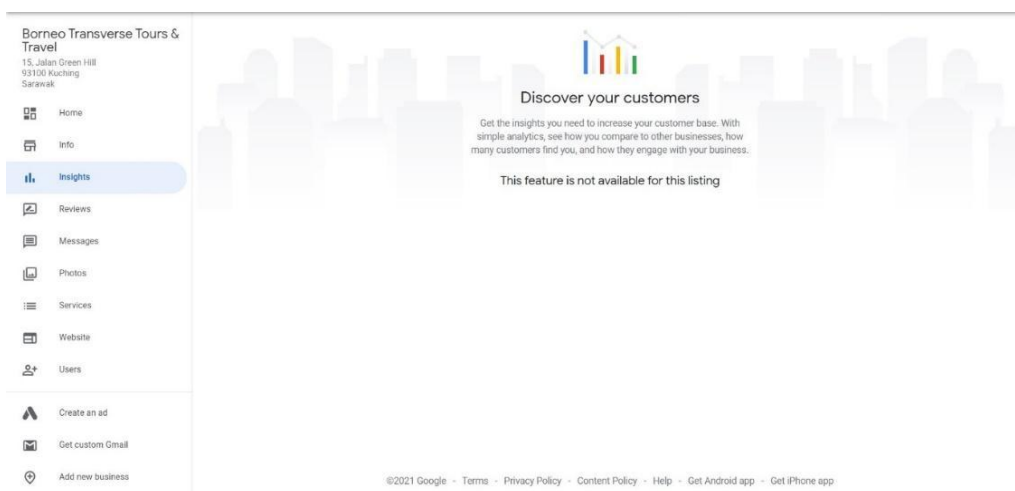 Borneo Transverse Tours &
Travel
15, Jalan Green Hill
93100 Kuching
Sarawak
Home
Info
Insights
Reviews
Messages
Photos
Services
Website
Users
Create an ad
Get custom Gmail
Add new business
Discover your customers
Get the insights you need to increase your customer base. With
simple analytics, see how you compare to other businesses, how
many customers find you, and how they engage with your business.
This feature is not available for this listing
©2021 Google - Terms - Privacy Policy - Content Policy - Help - Get Android app - Get iPhone app